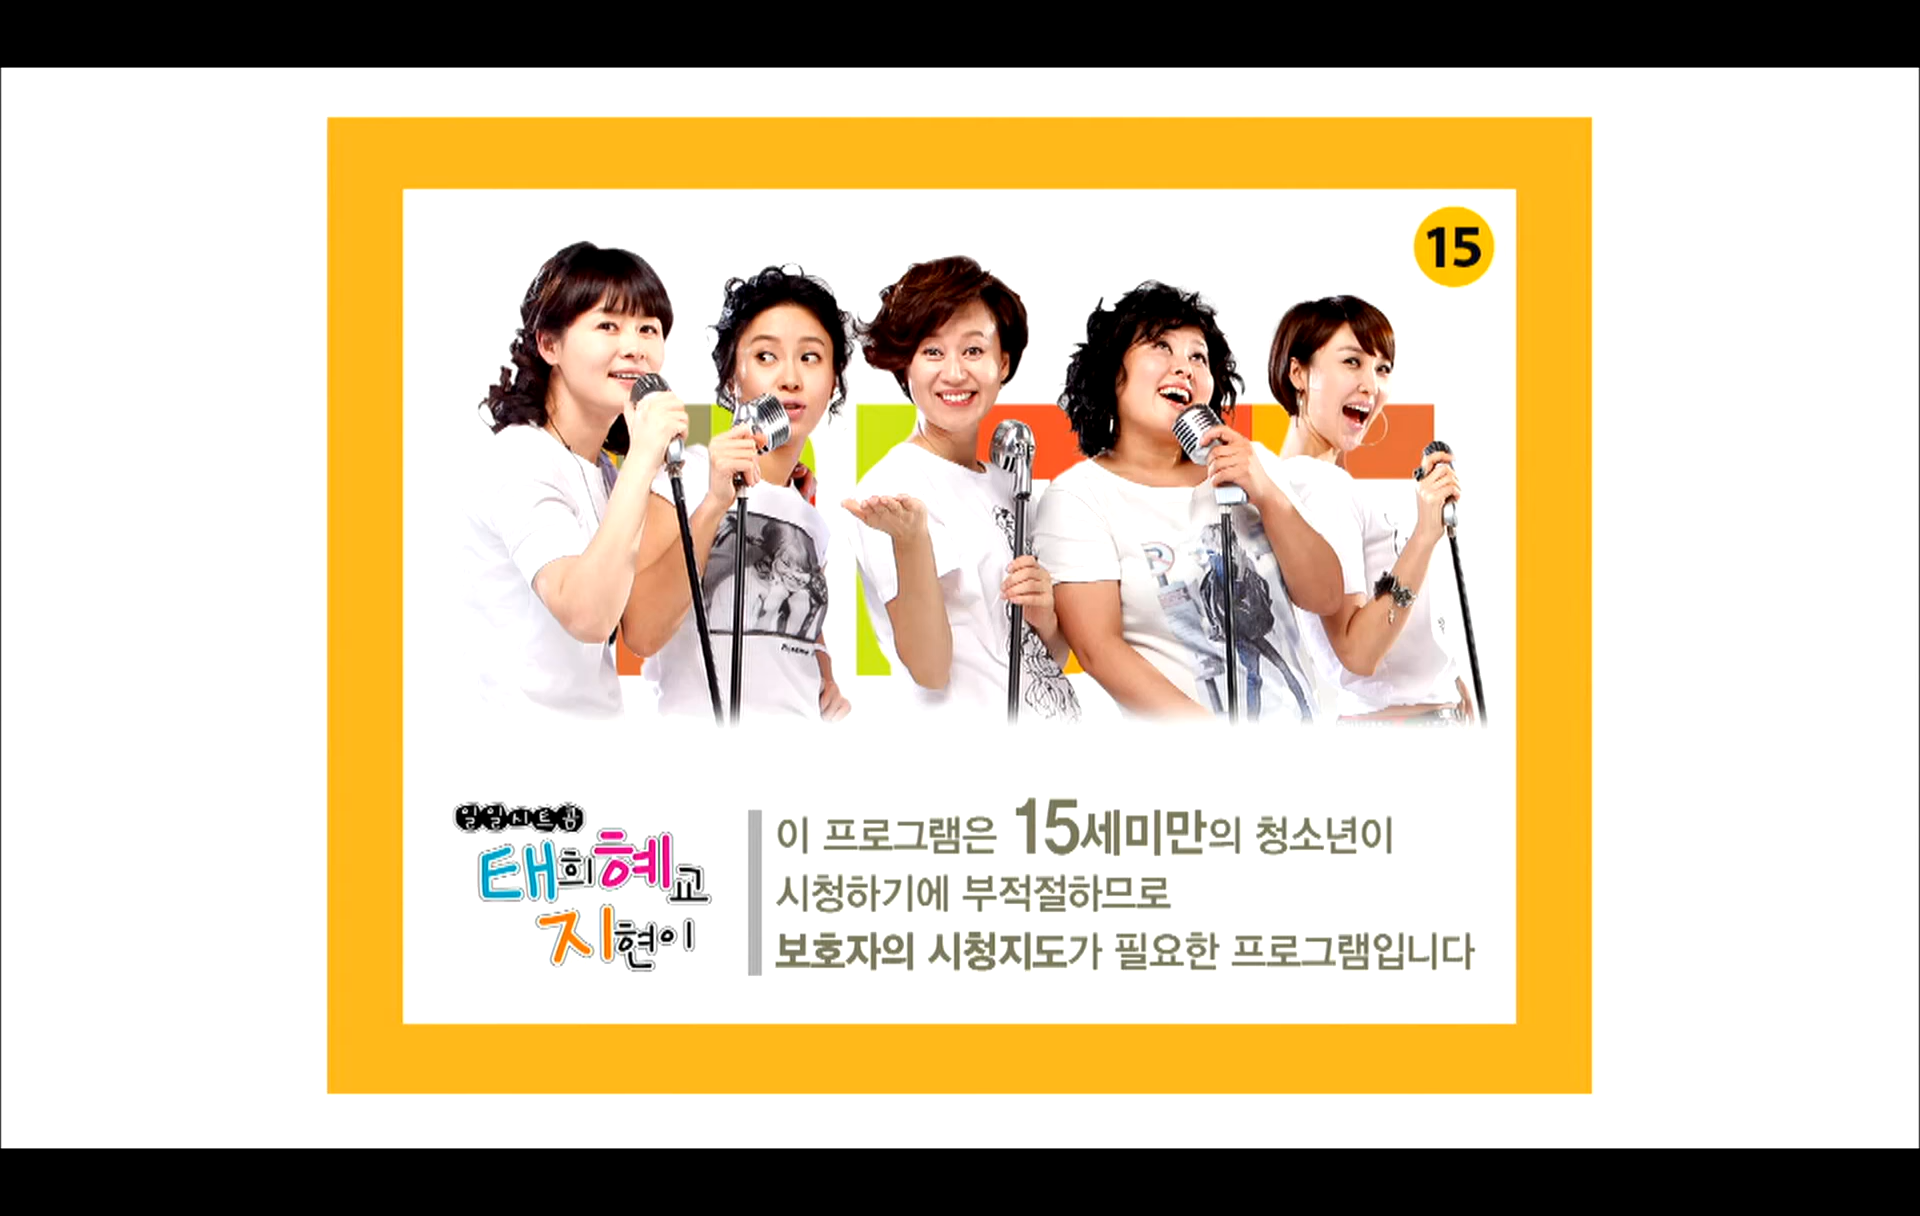 15
일일시트콤
태희혜교
지현이
이 프로그램은 15세미만의 청소년이
시청하기에 부적절하므로
보호자의 시청지도가 필요한 프로그램입니다